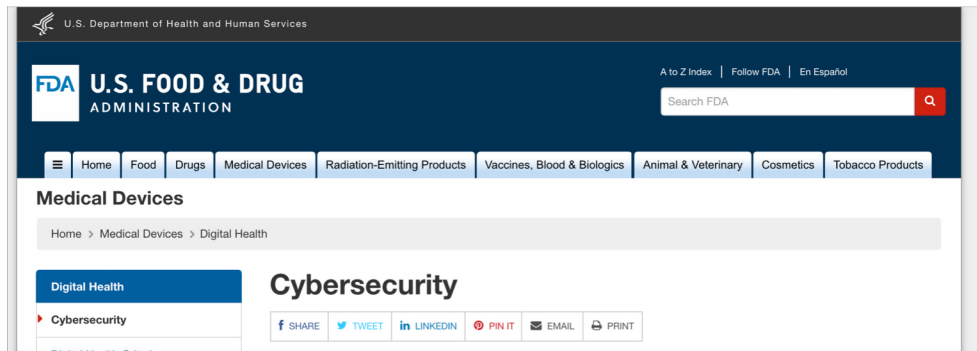 U.S. Department of Health and Human Services
FDA U.S. FOOD & DRUG
ADMINISTRATION
A to Z Index | Follow FDA | En Español
Search FDA
Home Food Drugs Medical Devices Radiation-Emitting Products Vaccines, Blood & Biologics Animal & Veterinary Cosmetics Tobacco Products
Medical Devices
Home > Medical Devices > Digital Health
Digital Health
Cybersecurity
Cybersecurity
f SHARE TWEET in LINKEDIN PIN IT EMAIL PRINT